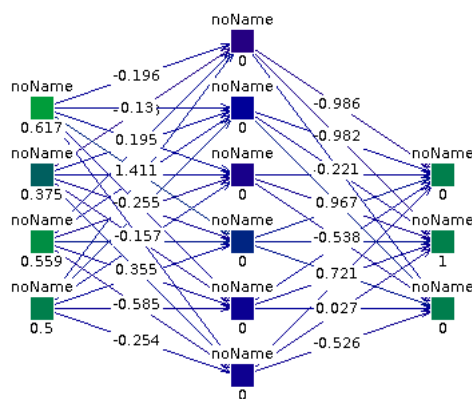 noName
0
noName
0.617
noName
0.375
noName
0.559
noName
0.5
-0.196
-0.13
0.195
1.411
-0.255
-0.157
0.355
-0.585
-0.254
noName
0
noName
0
noName
0
noName
0
noName
0
-0.986
-0.982
-0.221
0.967
-0.538
0.721
0.027
-0.526
noName
0
noName
1
noName
0